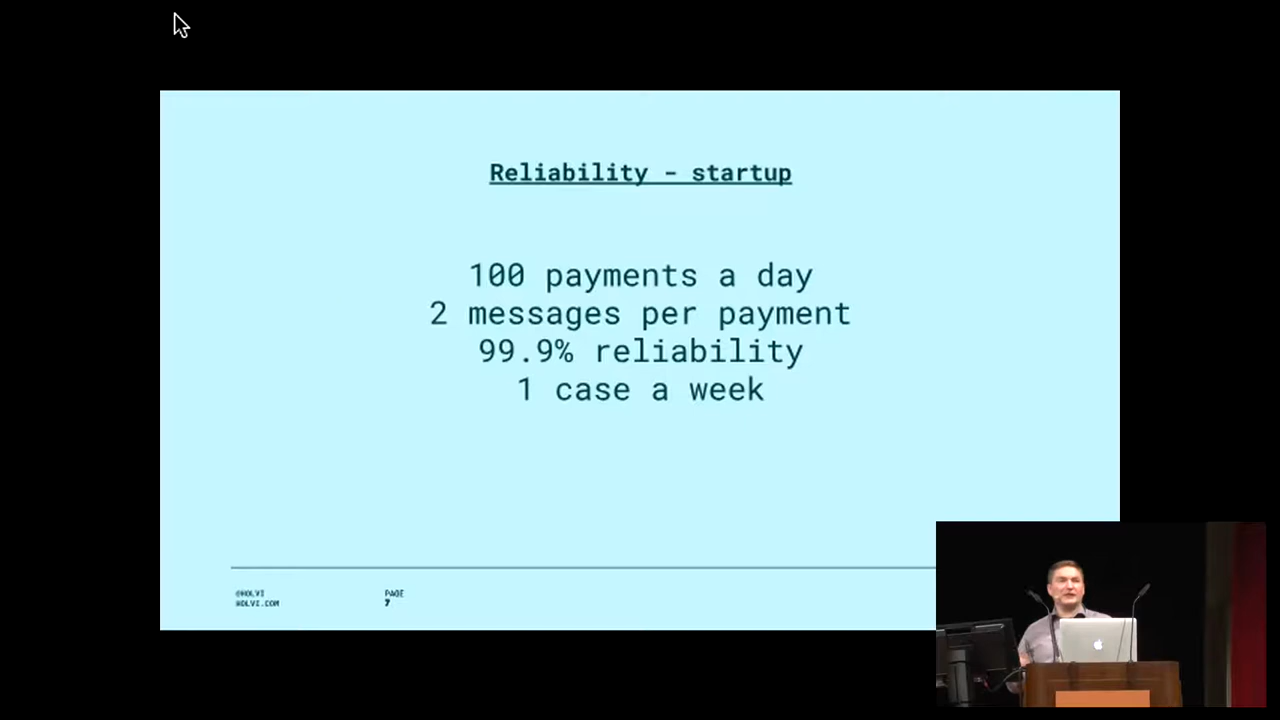 Reliability - startup
100 payments a day
2 messages per payment
99.9% reliability
1 case a week
@HOLVI
HOLVI.COM
PAGE
7